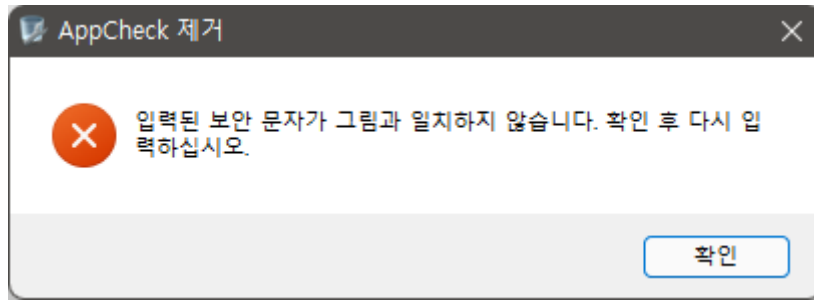 AppCheck 제거
입력된 보안 문자가 그림과 일치하지 않습니다. 확인 후 다시 입
력하십시오.
확인